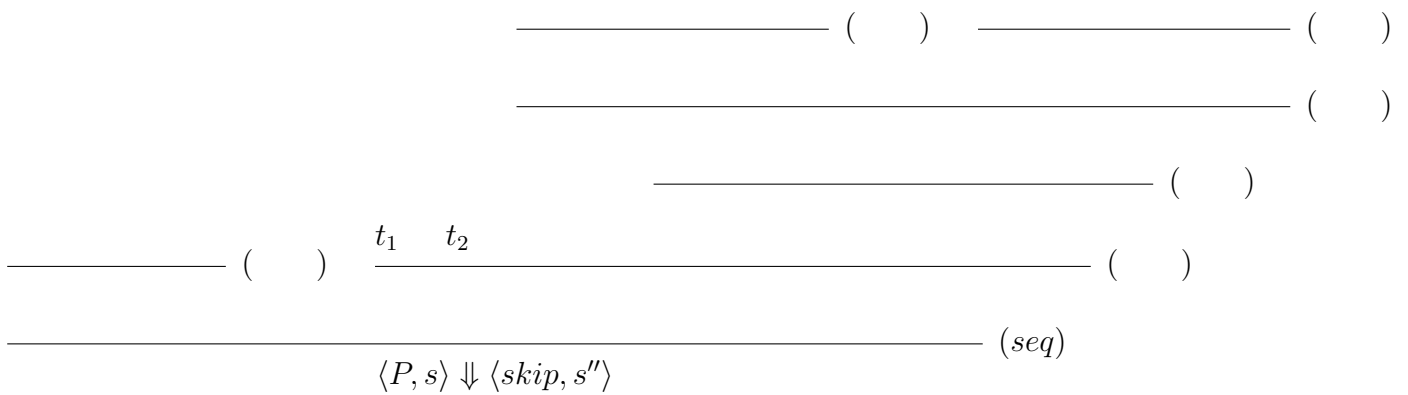 ( ) ( )
( )
( )
t₁ t₂
( ) ( )
(seq)
⟨P, s⟩ ⇓ ⟨skip, s″⟩